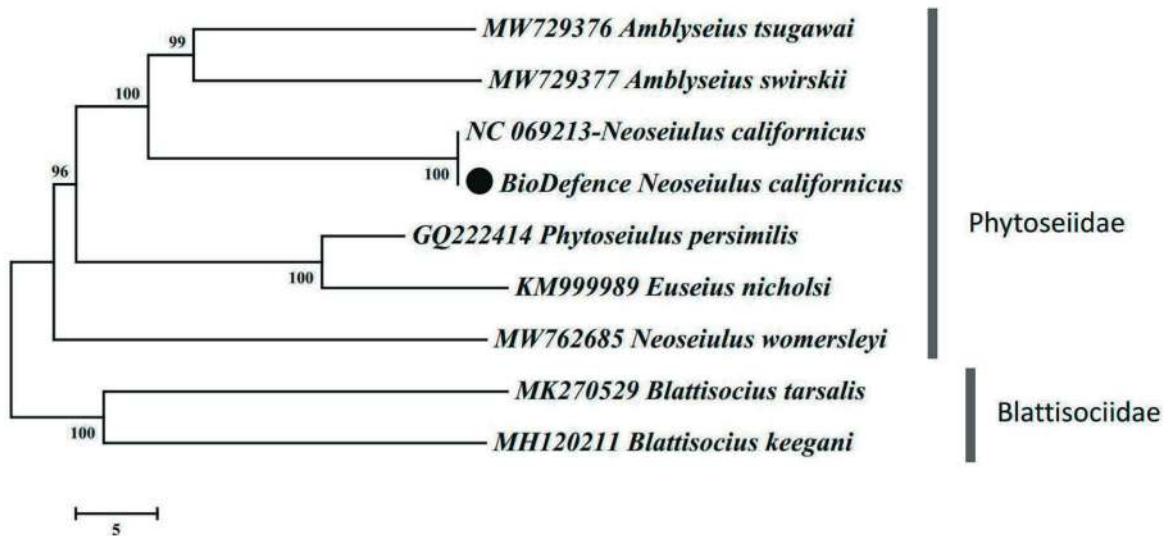 99
MW729376 Amblyseius tsugawai
MW729377 Amblyseius swirskii
100
NC 069213-Neoseiulus californicus
100
BioDefence Neoseiulus californicus
96
GQ222414 Phytoseiulus persimilis
100
KM999989 Euseius nicholsi
MW762685 Neoseiulus womersleyi
Phytoseiidae
MK270529 Blattisocius tarsalis
100
MH120211 Blattisocius keegani
Blattisociidae
5